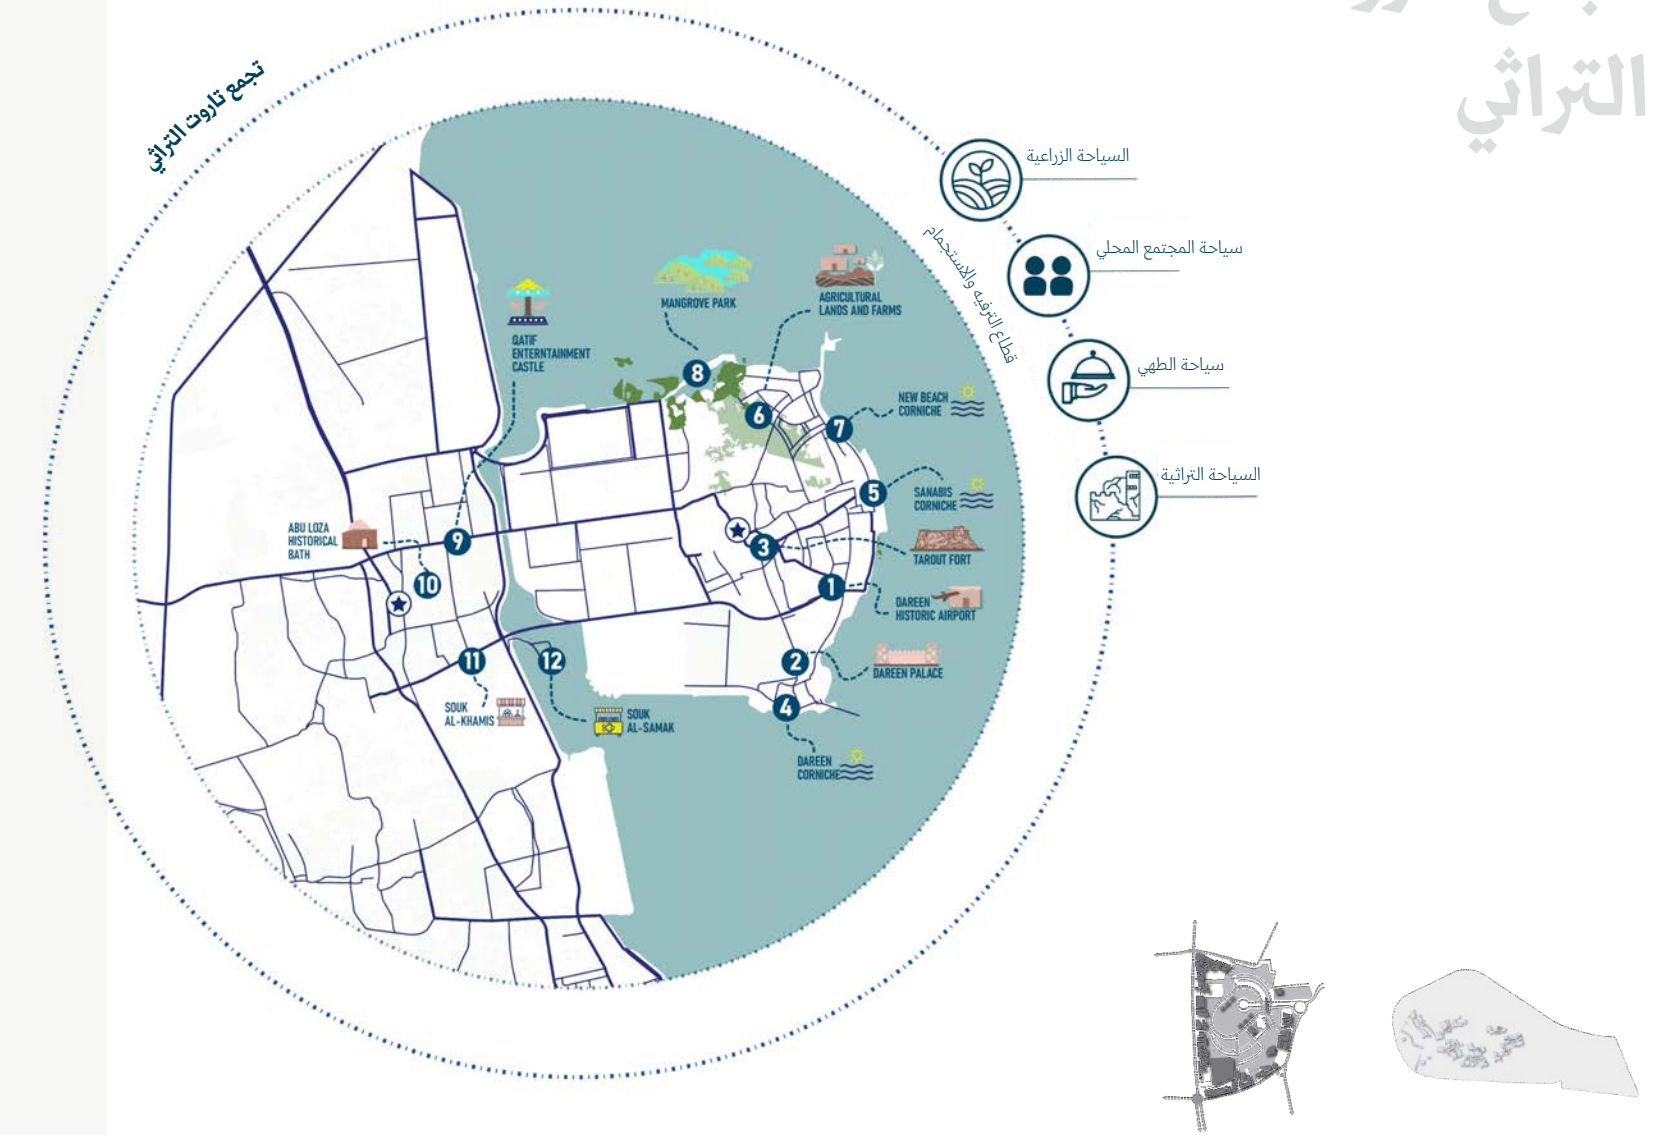 التراثي
تجمع تاروت التراثي
السياحة الزراعية
سياحة المجتمع المحلي
سياحة الطهي
السياحة التراثية
قطاع الترفيه والاستجمام
MANGROVE PARK
AGRICULTURAL
LANDS AND FARMS
QATIF
ENTERNTAINMENT
CASTLE
8
6
7
NEW BEACH
CORNICHE
5
SANABIS
CORNICHE
ABU LOZA
HISTORICAL
BATH
9
3
TAROUT FORT
10
1
DAREEN
HISTORIC AIRPORT
11
12
2
DAREEN PALACE
SOUK
AL-KHAMIS
SOUK
AL-SAMAK
4
DAREEN
CORNICHE